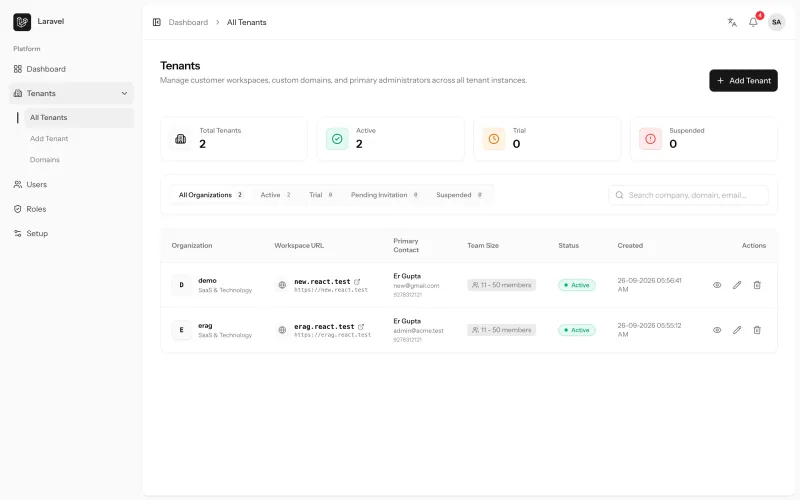 Laravel
Dashboard > All Tenants
4
SA
Platform
Dashboard
Tenants
All Tenants
Add Tenant
Domains
Users
Roles
Setup
Tenants
Manage customer workspaces, custom domains, and primary administrators across all tenant instances.
+ Add Tenant
Total Tenants
2
Active
2
Trial
0
Suspended
0
All Organizations 2
Active 2
Trial 0
Pending Invitation 0
Suspended 0
Search company, domain, email...
Organization
Workspace URL
Primary
Contact
Team Size
Status
Created
Actions
D
demo
SaaS & Technology
new.react.test
https://new.react.test
Er Gupta
new@gmail.com
9278312121
11 - 50 members
Active
26-09-2026 05:56:41
AM
E
erag
SaaS & Technology
erag.react.test
https://erag.react.test
Er Gupta
admin@acme.test
9278312121
11 - 50 members
Active
26-09-2026 05:55:12
AM